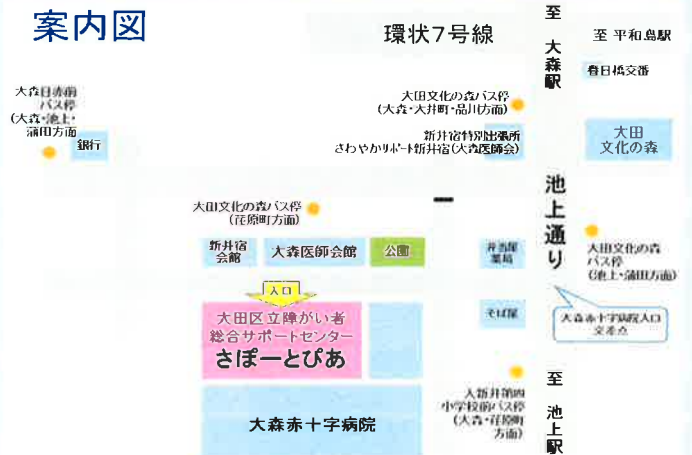 案内図
環状7号線
至 大森駅
至 平和島駅
春日橋交番
大森日赤前
バス停
(大森・池上・
蒲田方面
銀行
大田文化の森バス停
(大森・大井町・品川方面)
新井宿特別出張所
さわやかサポート新井宿(大森医師会)
大田
文化の森
大田文化の森バス停
(荏原町方面)
池上通り
新井宿
会館
大森医師会館
公園
弁当屋
薬局
大田文化の森
バス停
(池上・蒲田方面)
入口
大田区立障がい者
総合サポートセンター
さぽーとぴあ
そば屋
大森赤十字病院入口
交差点
入新井第四
小学校前バス停
(大森・荏原町
方面)
至 池上駅
大森赤十字病院